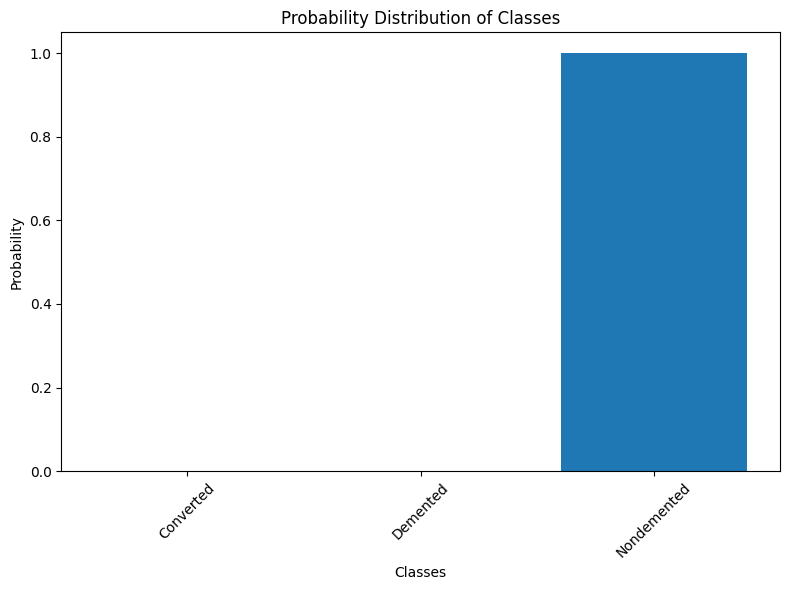 Probability Distribution of Classes
Probability
1.0
0.8
0.6
0.4
0.2
0.0
Converted
Demented
Nondemented
Classes